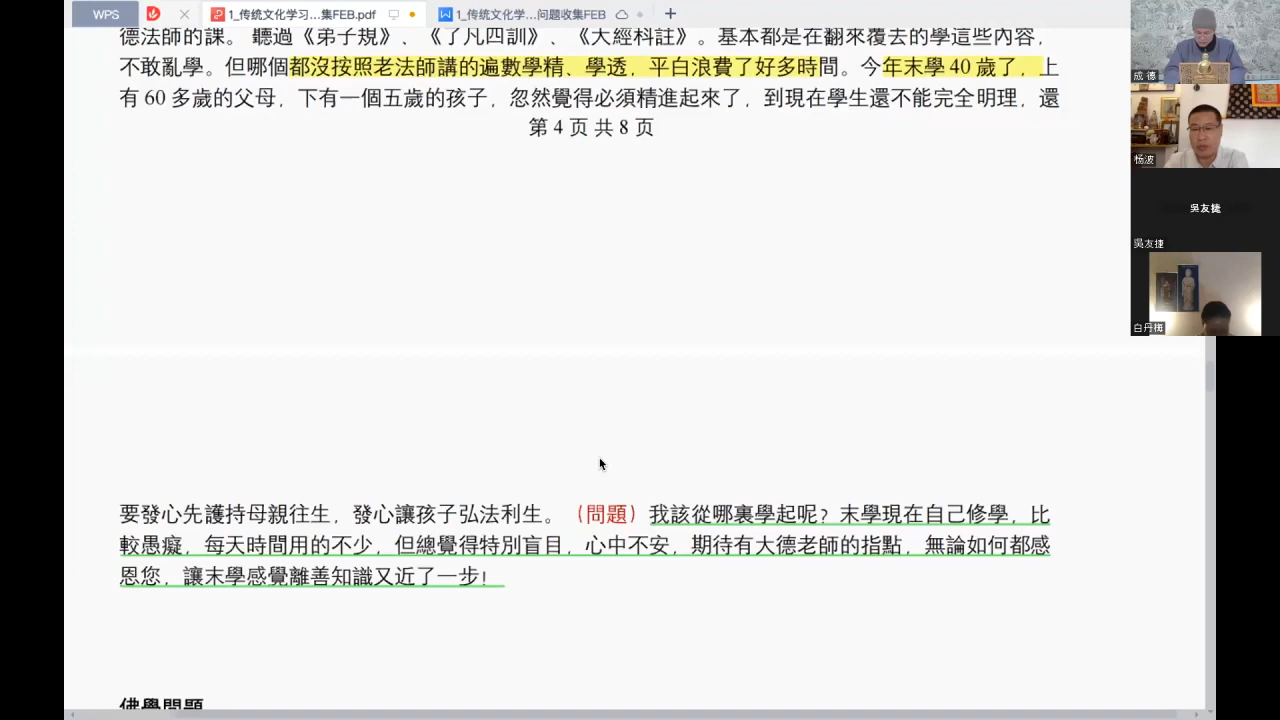 WPS
1_传统文化学习...集FEB.pdf
1_传统文化学...问题收集FEB
德法師的課。 聽過《弟子規》、《了凡四訓》、《大經科註》。基本都是在翻來覆去的學這些內容，
不敢亂學。但哪個都沒按照老法師講的遍數學精、學透，平白浪費了好多時間。今年末學 40 歲了，上
有 60 多歲的父母，下有一個五歲的孩子，忽然覺得必須精進起來了，到現在學生還不能完全明理，還
第 4 页 共 8 页
要發心先護持母親往生，發心讓孩子弘法利生。（問題）我該從哪裏學起呢？末學現在自己修學，比
較愚癡，每天時間用的不少，但總覺得特別盲目，心中不安，期待有大德老師的指點，無論如何都感
恩您，讓末學感覺離善知識又近了一步！
佛學問題
成 德
杨波
吳友捷
吳友捷
白丹梅